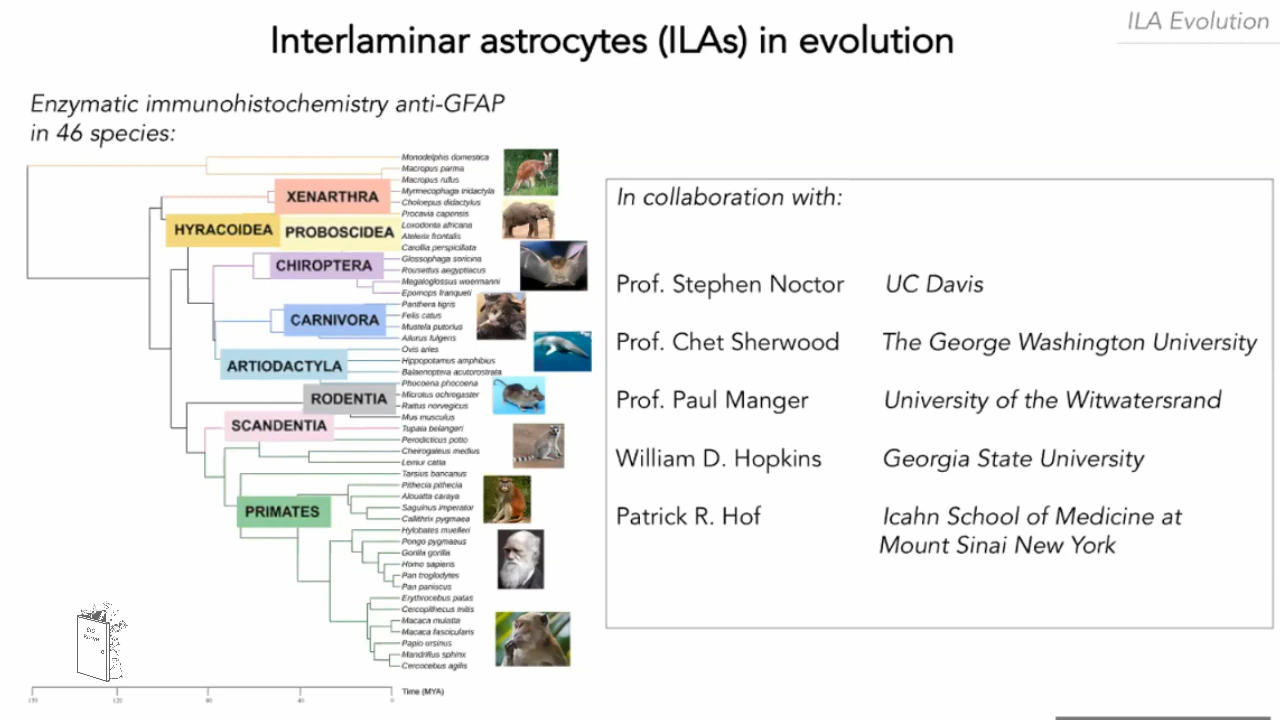 ILA Evolution
Interlaminar astrocytes (ILAs) in evolution
Enzymatic immunohistochemistry anti-GFAP
in 46 species:
Monodelphis domestica
Macropus parma
Macropus rufus
XENARTHRA
Myrmecophaga tridactyla
Choloepus didactylus
Procavia capensis
HYRACOIDEA
PROBOSCIDEA
Loxodonta africana
Atelerix frontalis
Carollia perspicillata
CHIROPTERA
Glossophaga soricina
Rousettus aegyptiacus
Megaloglossus woermanni
Epomops franqueti
CARNIVORA
Panthera tigris
Felis catus
Mustela putorius
Ailurus fulgens
ARTIODACTYLA
Ovis aries
Hippopotamus amphibius
Balaenoptera acutorostrata
Phocoena phocoena
RODENTIA
Microtus ochrogaster
Rattus norvegicus
Mus musculus
SCANDENTIA
Tupaia belangeri
Perodicticus potto
Cheirogaleus medius
Lemur catta
Tarsius bancanus
PRIMATES
Pithecia pithecia
Alouatta caraya
Saguinus imperator
Callithrix pygmaea
Hylobates muelleri
Pongo pygmaeus
Gorilla gorilla
Homo sapiens
Pan troglodytes
Pan paniscus
Erythrocebus patas
Cercopithecus mitis
Macaca mulatta
Macaca fascicularis
Papio ursinus
Mandrillus sphinx
Cercocebus agilis
120
80
40
0
Time (MYA)
In collaboration with:
Prof. Stephen Noctor UC Davis
Prof. Chet Sherwood The George Washington University
Prof. Paul Manger University of the Witwatersrand
William D. Hopkins Georgia State University
Patrick R. Hof Icahn School of Medicine at
Mount Sinai New York